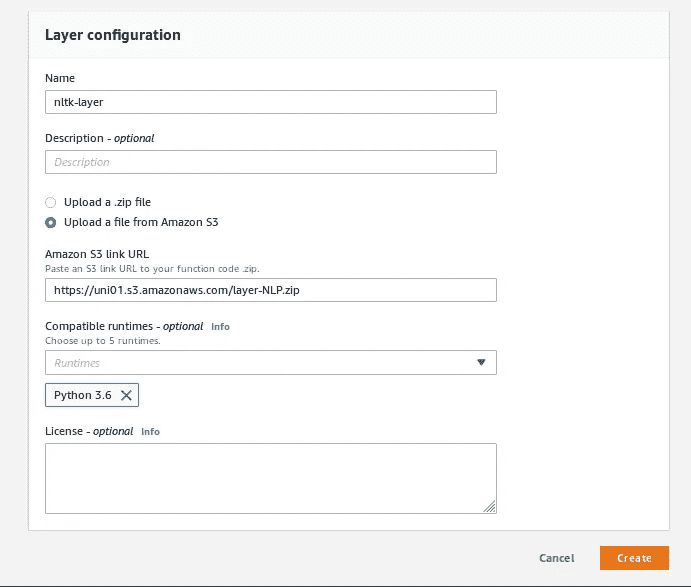 Layer configuration
Name
nltk-layer
Description - optional
Description
Upload a .zip file
Upload a file from Amazon S3
Amazon S3 link URL
Paste an S3 link URL to your function code .zip.
https://uni01.s3.amazonaws.com/layer-NLP.zip
Compatible runtimes - optional Info
Choose up to 5 runtimes.
Runtimes
Python 3.6
License - optional Info
Cancel Create